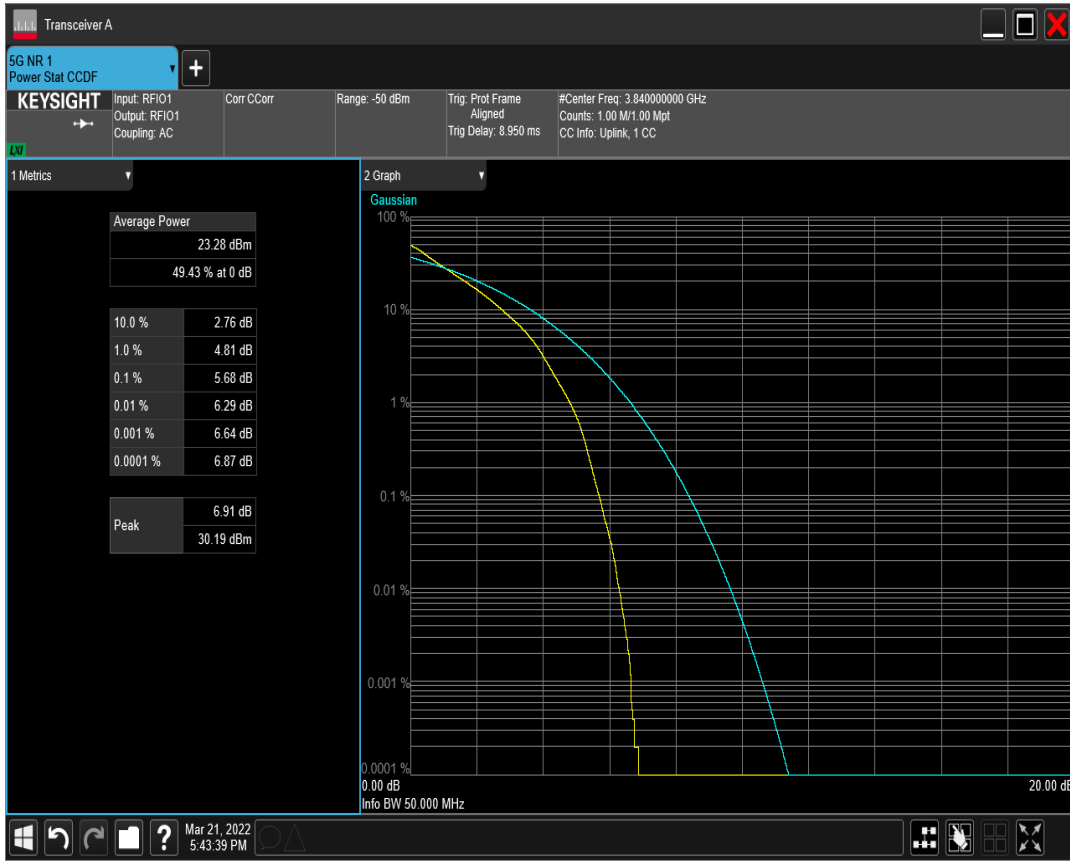 Transceiver A
5G NR 1
Power Stat CCDF
KEYSIGHT
LXI
Input: RFIO1
Output: RFIO1
Coupling: AC
Corr CCorr
Range: -50 dBm
Trig: Prot Frame
Aligned
Trig Delay: 8.950 ms
#Center Freq: 3.840000000 GHz
Counts: 1.00 M/1.00 Mpt
CC Info: Uplink, 1 CC
1 Metrics
Average Power
23.28 dBm
49.43 % at 0 dB
10.0 % 2.76 dB
1.0 % 4.81 dB
0.1 % 5.68 dB
0.01 % 6.29 dB
0.001 % 6.64 dB
0.0001 % 6.87 dB
Peak
6.91 dB
30.19 dBm
2 Graph
Gaussian
100 %
10 %
1 %
0.1 %
0.01 %
0.001 %
0.0001 %
0.00 dB
20.00 dB
Info BW 50.000 MHz
?
Mar 21, 2022
5:43:39 PM